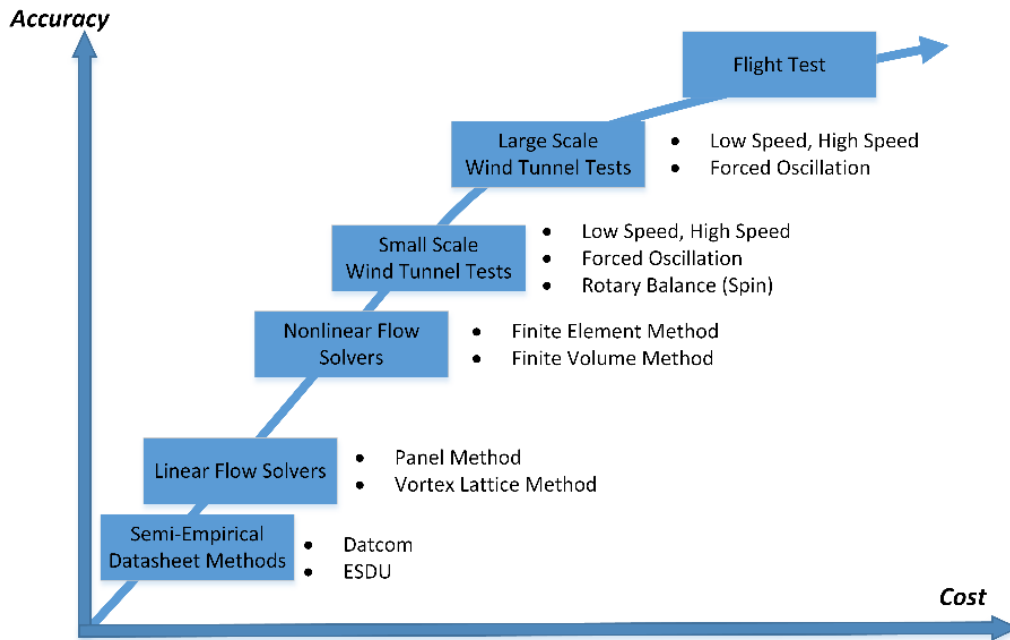 Accuracy
Flight Test
Large Scale
Wind Tunnel Tests
• Low Speed, High Speed
• Forced Oscillation
Small Scale
Wind Tunnel Tests
• Low Speed, High Speed
• Forced Oscillation
• Rotary Balance (Spin)
Nonlinear Flow
Solvers
• Finite Element Method
• Finite Volume Method
Linear Flow Solvers
• Panel Method
• Vortex Lattice Method
Semi-Empirical
Datasheet Methods
• Datcom
• ESDU
Cost